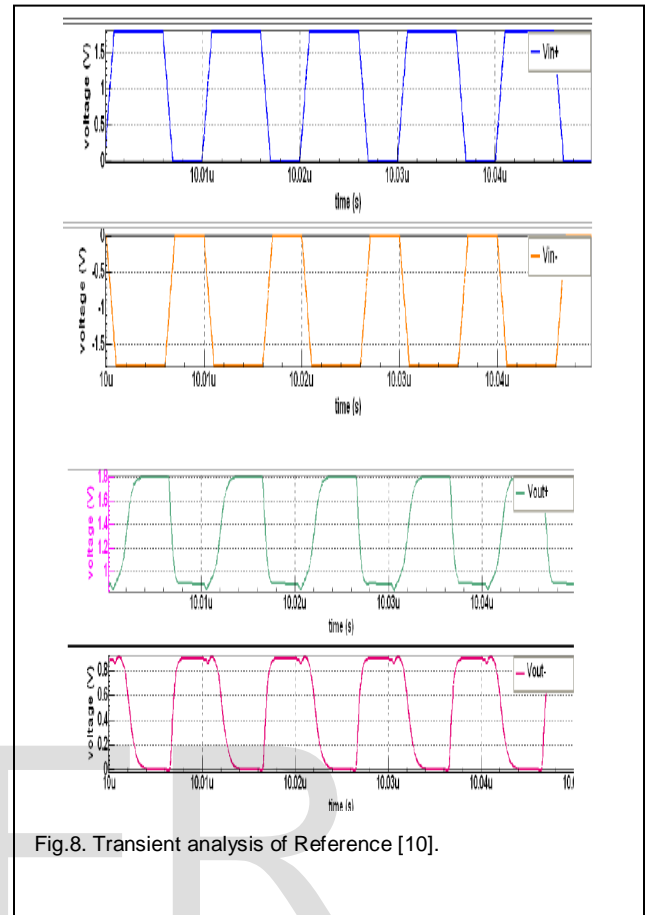 1.5
1
0.5
0
voltage (V)
Vin+
10.01u 10.02u 10.03u 10.04u
time (s)
0
-0.5
-1
-1.5
voltage (V)
Vin-
10u 10.01u 10.02u 10.03u 10.04u
time (s)
1.8
1.6
1.4
1.2
1
voltage (V)
Vout+
10.01u 10.02u 10.03u 10.04u
time (s)
0.8
0.6
0.4
0.2
0
voltage (V)
Vout-
10u 10.01u 10.02u 10.03u 10.04u
time (s)
Fig.8. Transient analysis of Reference [10].